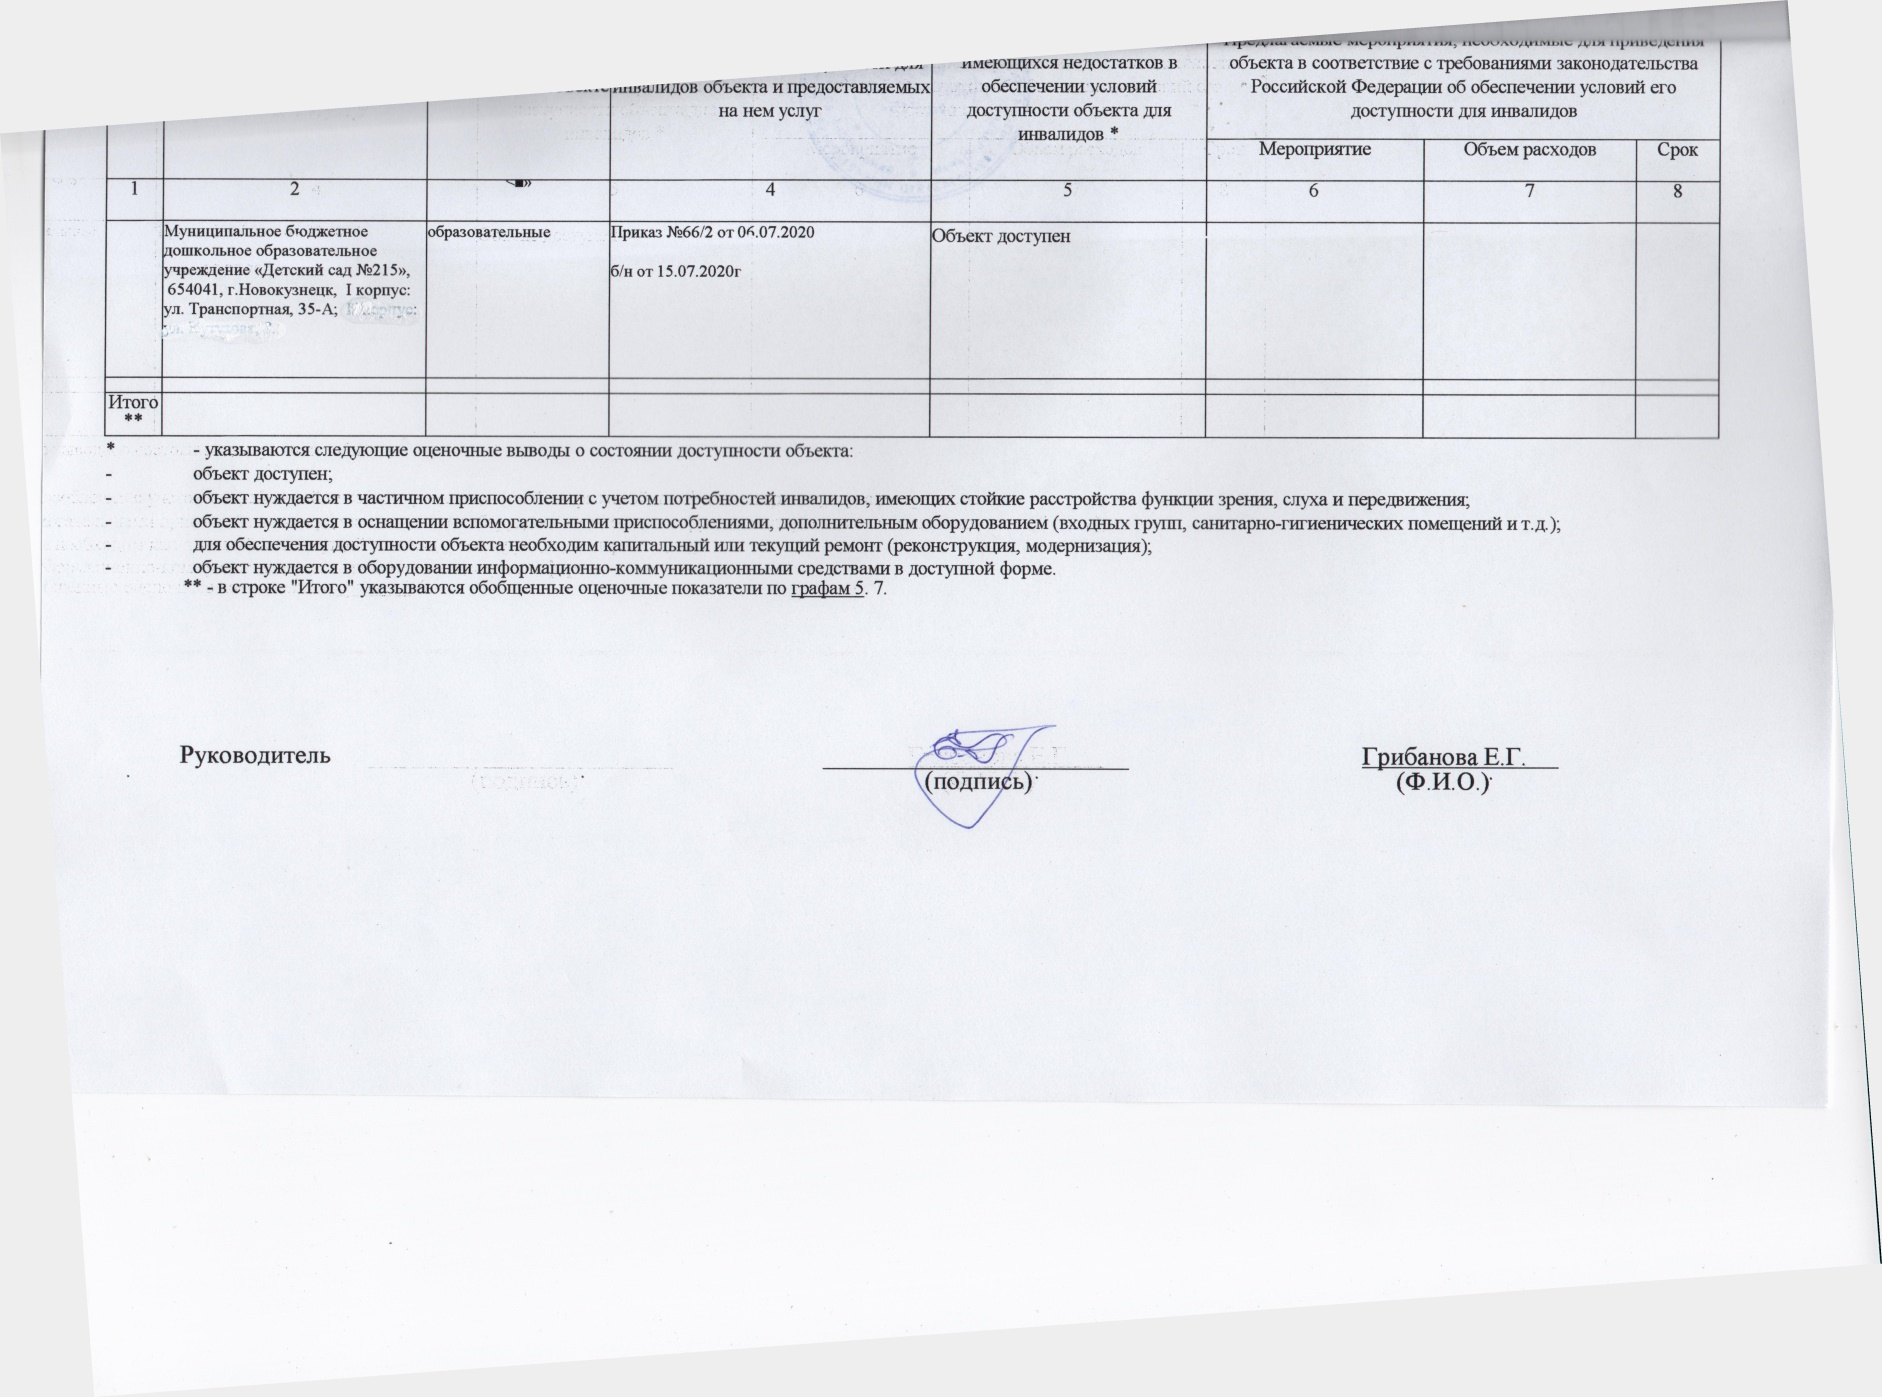 имеющихся недостатков в
обеспечении условий
доступности объекта для
инвалидов *
инвалидов объекта и предоставляемых
на нем услуг
Предлагаемые мероприятия, необходимые для приведения
объекта в соответствие с требованиями законодательства
Российской Федерации об обеспечении условий его
доступности для инвалидов
Мероприятие Объем расходов Срок
1 2 4 5 6 7 8
Муниципальное бюджетное
дошкольное образовательное
учреждение «Детский сад №215»,
654041, г.Новокузнецк, I корпус:
ул. Транспортная, 35-А;
образовательные
Приказ №66/2 от 06.07.2020
б/н от 15.07.2020г
Объект доступен
Итого
**
* - указываются следующие оценочные выводы о состоянии доступности объекта:
- объект доступен;
- объект нуждается в частичном приспособлении с учетом потребностей инвалидов, имеющих стойкие расстройства функции зрения, слуха и передвижения;
- объект нуждается в оснащении вспомогательными приспособлениями, дополнительным оборудованием (входных групп, санитарно-гигиенических помещений и т.д.);
- для обеспечения доступности объекта необходим капитальный или текущий ремонт (реконструкция, модернизация);
- объект нуждается в оборудовании информационно-коммуникационными средствами в доступной форме.
** - в строке "Итого" указываются обобщенные оценочные показатели по графам 5. 7.
Руководитель
(подпись)
Грибанова Е.Г.
(Ф.И.О.)